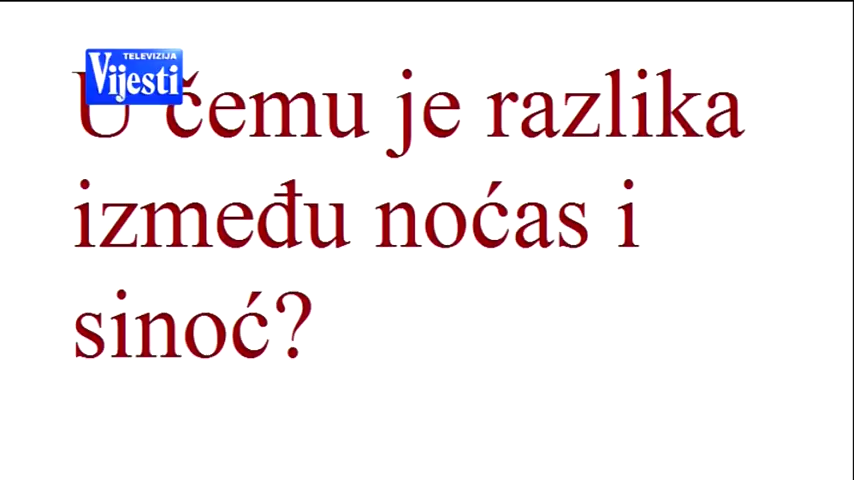 TELEVIZIJA
Vijesti
U čemu je razlika
između noćas i
sinoć?